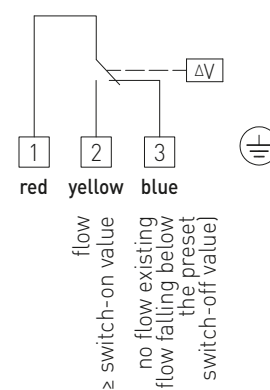 ΔV
1 2 3
red yellow blue
flow
≥ switch-on value
no flow existing
flow falling below
the preset
switch-off value)